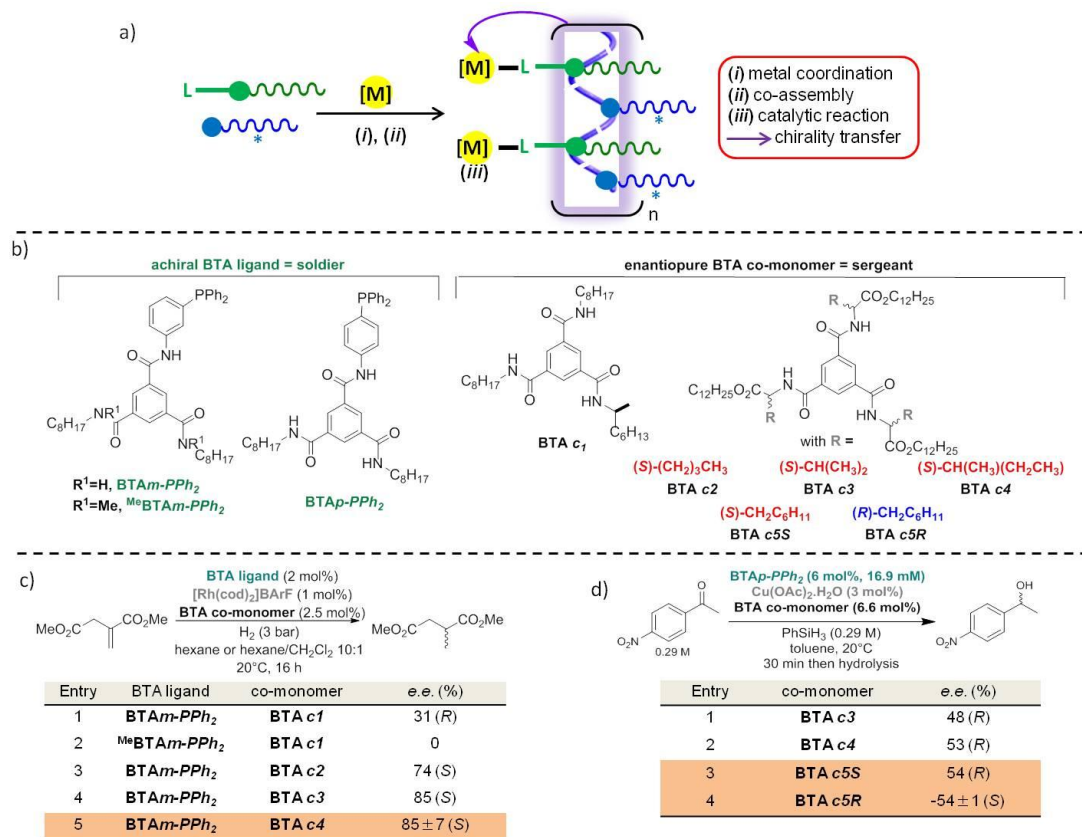 a)
L
*
[M]
(i), (ii)
[M] L
*
[M] L
(iii)
*
n
(i) metal coordination
(ii) co-assembly
(iii) catalytic reaction
chirality transfer
b)
achiral BTA ligand = soldier
PPh2
O NH
C8H17 NR1 O
O NR1 C8H17
R1=H, BTAm-PPh2
R1=Me, MeBTAm-PPh2
PPh2
O NH
C8H17-NH O
O NH C8H17
BTAp-PPh2
enantiopure BTA co-monomer = sergeant
C8H17 NH
O
C8H17 NH O
O HN
C6H13
BTA c1
R CO2C12H25
O NH
C12H25O2C H N R O
O HN R
CO2C12H25
with R =
(S)-(CH2)3CH3
BTA c2
(S)-CH(CH3)2
BTA c3
(S)-CH(CH3)(CH2CH3)
BTA c4
(S)-CH2C6H11
BTA c5S
(R)-CH2C6H11
BTA c5R
c)
MeO2C CO2Me
BTA ligand (2 mol%)
[Rh(cod)2]BArF (1 mol%)
BTA co-monomer (2.5 mol%)
H2 (3 bar)
hexane or hexane/CH2Cl2 10:1
20°C, 16 h
MeO2C CO2Me
Entry BTA ligand co-monomer e.e. (%)
1 BTAm-PPh2 BTA c1 31 (R)
2 MeBTAm-PPh2 BTA c1 0
3 BTAm-PPh2 BTA c2 74 (S)
4 BTAm-PPh2 BTA c3 85 (S)
5 BTAm-PPh2 BTA c4 85±7 (S)
d)
O
NO2
0.29 M
BTAp-PPh2 (6 mol%, 16.9 mM)
Cu(OAc)2.H2O (3 mol%)
BTA co-monomer (6.6 mol%)
PhSiH3 (0.29 M)
toluene, 20°C
30 min then hydrolysis
OH
NO2
Entry co-monomer e.e. (%)
1 BTA c3 48 (R)
2 BTA c4 53 (R)
3 BTA c5S 54 (R)
4 BTA c5R -54±1 (S)